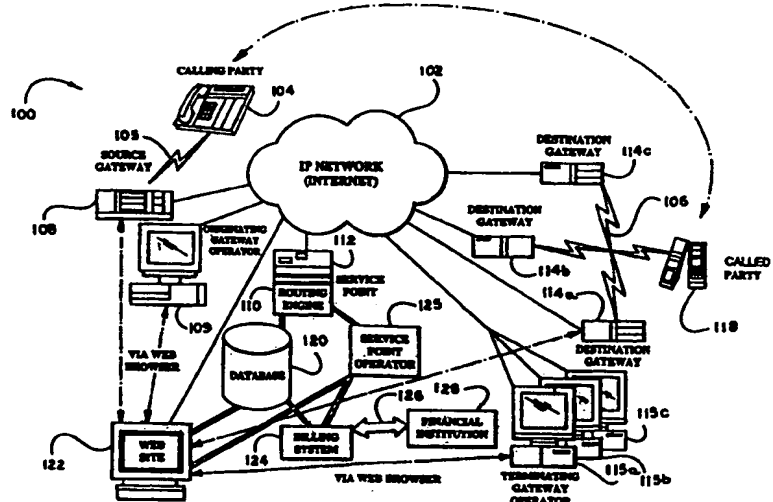 CALLING PARTY
104
102
100
105
SOURCE
GATEWAY
IP NETWORK
(INTERNET)
DESTINATION
GATEWAY
114c
108
DESTINATION
GATEWAY
106
ORIGINATING
GATEWAY
OPERATOR
112
114b
CALLED
PARTY
SERVICE
POINT
110
ROUTING
ENGINE
125
114a
118
109
120
SERVICE
POINT
OPERATOR
DESTINATION
GATEWAY
VIA WEB
BROWSER
DATABASE
126
128
FINANCIAL
INSTITUTION
115c
122
WEB
SITE
124
BILLING
SYSTEM
115a
115b
VIA WEB BROWSER
TERMINATING
GATEWAY
OPERATOR